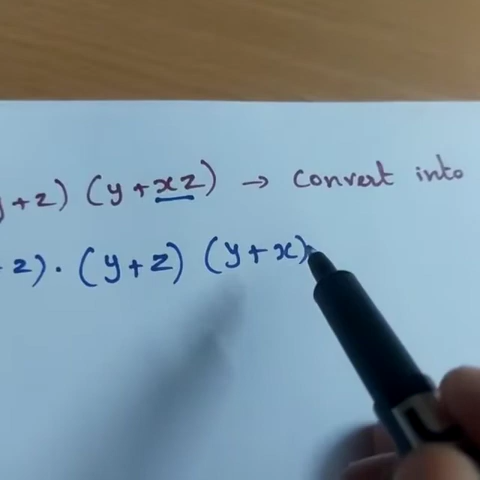 y+z) (y+xz) → Convert into
z). (y+z) (y+x)